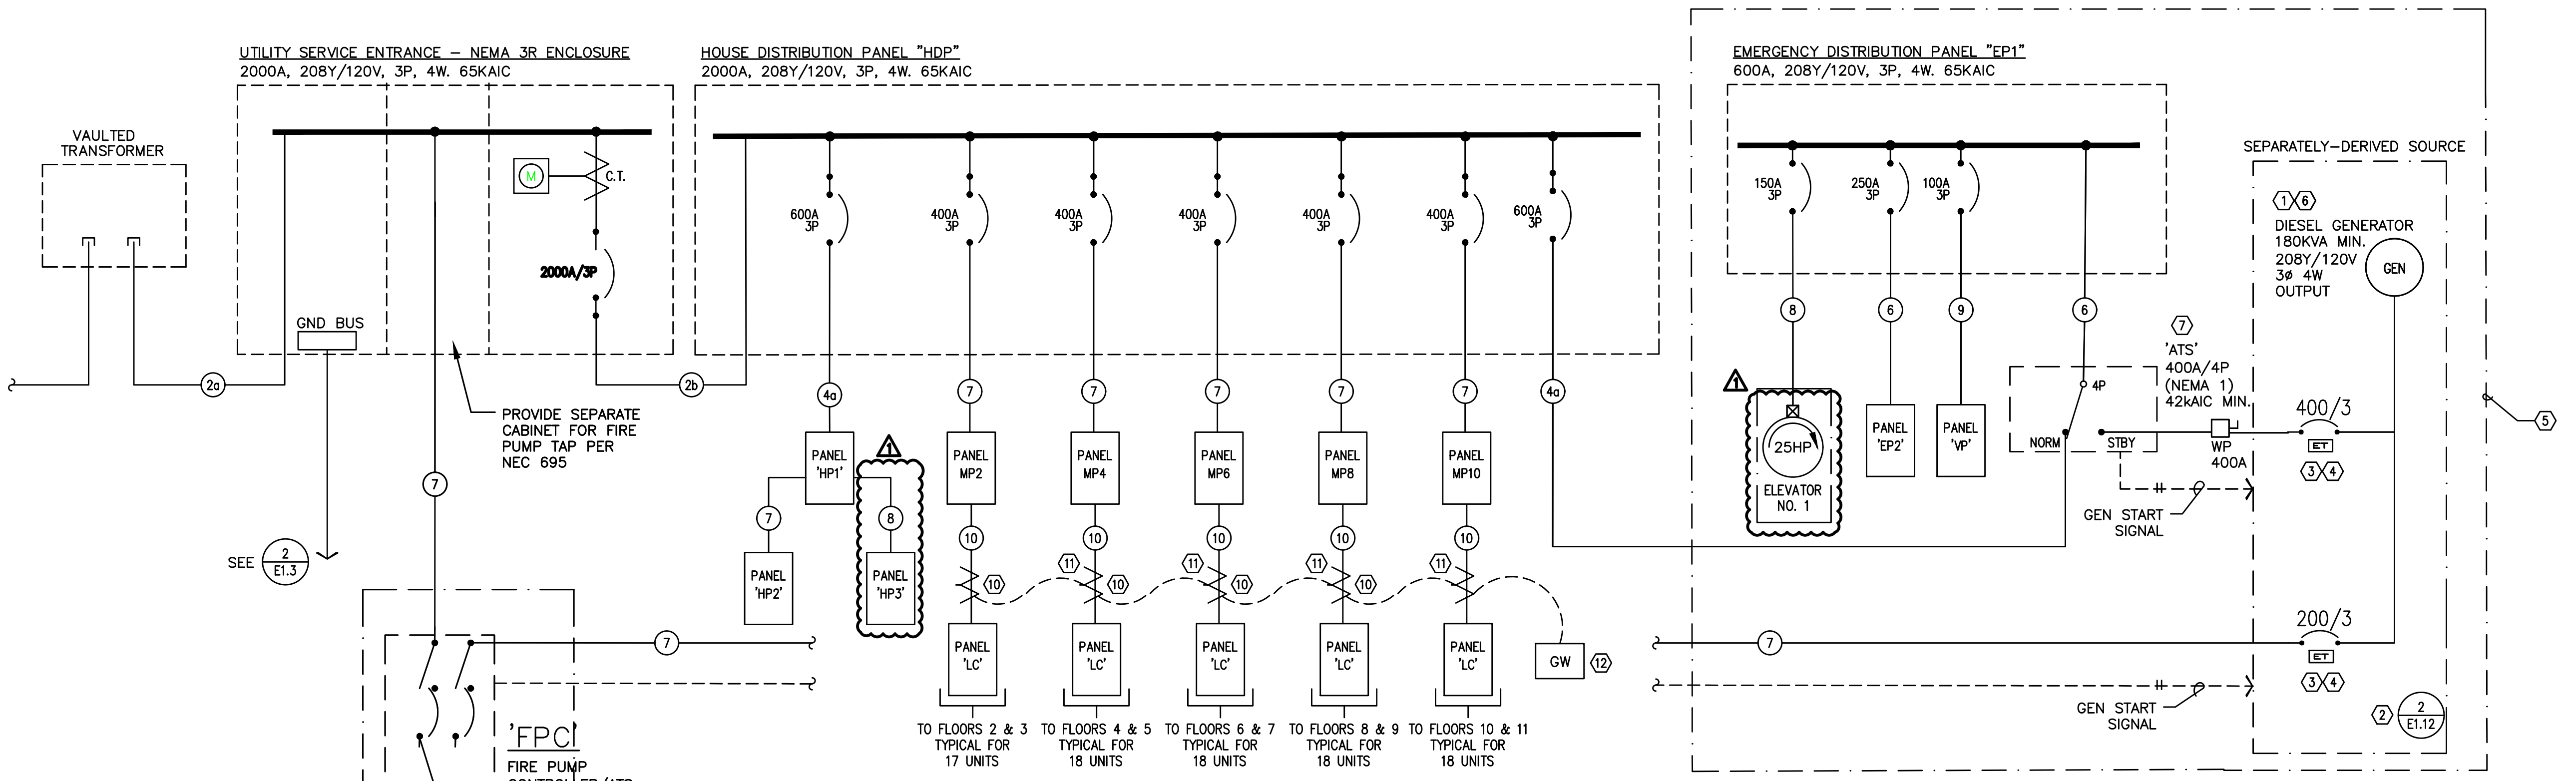 UTILITY SERVICE ENTRANCE – NEMA 3R ENCLOSURE
2000A, 208Y/120V, 3P, 4W. 65KAIC
HOUSE DISTRIBUTION PANEL "HDP"
2000A, 208Y/120V, 3P, 4W. 65KAIC
EMERGENCY DISTRIBUTION PANEL "EP1"
600A, 208Y/120V, 3P, 4W. 65KAIC
VAULTED
TRANSFORMER
M
C.T.
2000A/3P
GND BUS
2a
2b
PROVIDE SEPARATE
CABINET FOR FIRE
PUMP TAP PER
NEC 695
7
SEE
2
E1.3
7
'FPC'
FIRE PUMP
600A
3P
400A
3P
400A
3P
400A
3P
400A
3P
400A
3P
600A
3P
4a
7
7
7
7
7
4a
PANEL
'HP1'
1
PANEL
MP2
PANEL
MP4
PANEL
MP6
PANEL
MP8
PANEL
MP10
7
8
10
10
10
10
10
PANEL
'HP2'
PANEL
'HP3'
10
11
10
11
10
11
10
11
PANEL
'LC'
PANEL
'LC'
PANEL
'LC'
PANEL
'LC'
PANEL
'LC'
GW
12
TO FLOORS 2 & 3
TYPICAL FOR
17 UNITS
TO FLOORS 4 & 5
TYPICAL FOR
18 UNITS
TO FLOORS 6 & 7
TYPICAL FOR
18 UNITS
TO FLOORS 8 & 9
TYPICAL FOR
18 UNITS
TO FLOORS 10 & 11
TYPICAL FOR
18 UNITS
150A
3P
250A
3P
100A
3P
8
6
9
6
1
25HP
ELEVATOR
NO. 1
PANEL
'EP2'
PANEL
'VP'
4P
NORM
STBY
7
'ATS'
400A/4P
(NEMA 1)
42kAIC MIN.
WP
400A
GEN START
SIGNAL
SEPARATELY–DERIVED SOURCE
1 6
DIESEL GENERATOR
180KVA MIN.
208Y/120V
3ø 4W
OUTPUT
GEN
400/3
ET
3 4
5
7
200/3
ET
3 4
GEN START
SIGNAL
2
2
E1.12